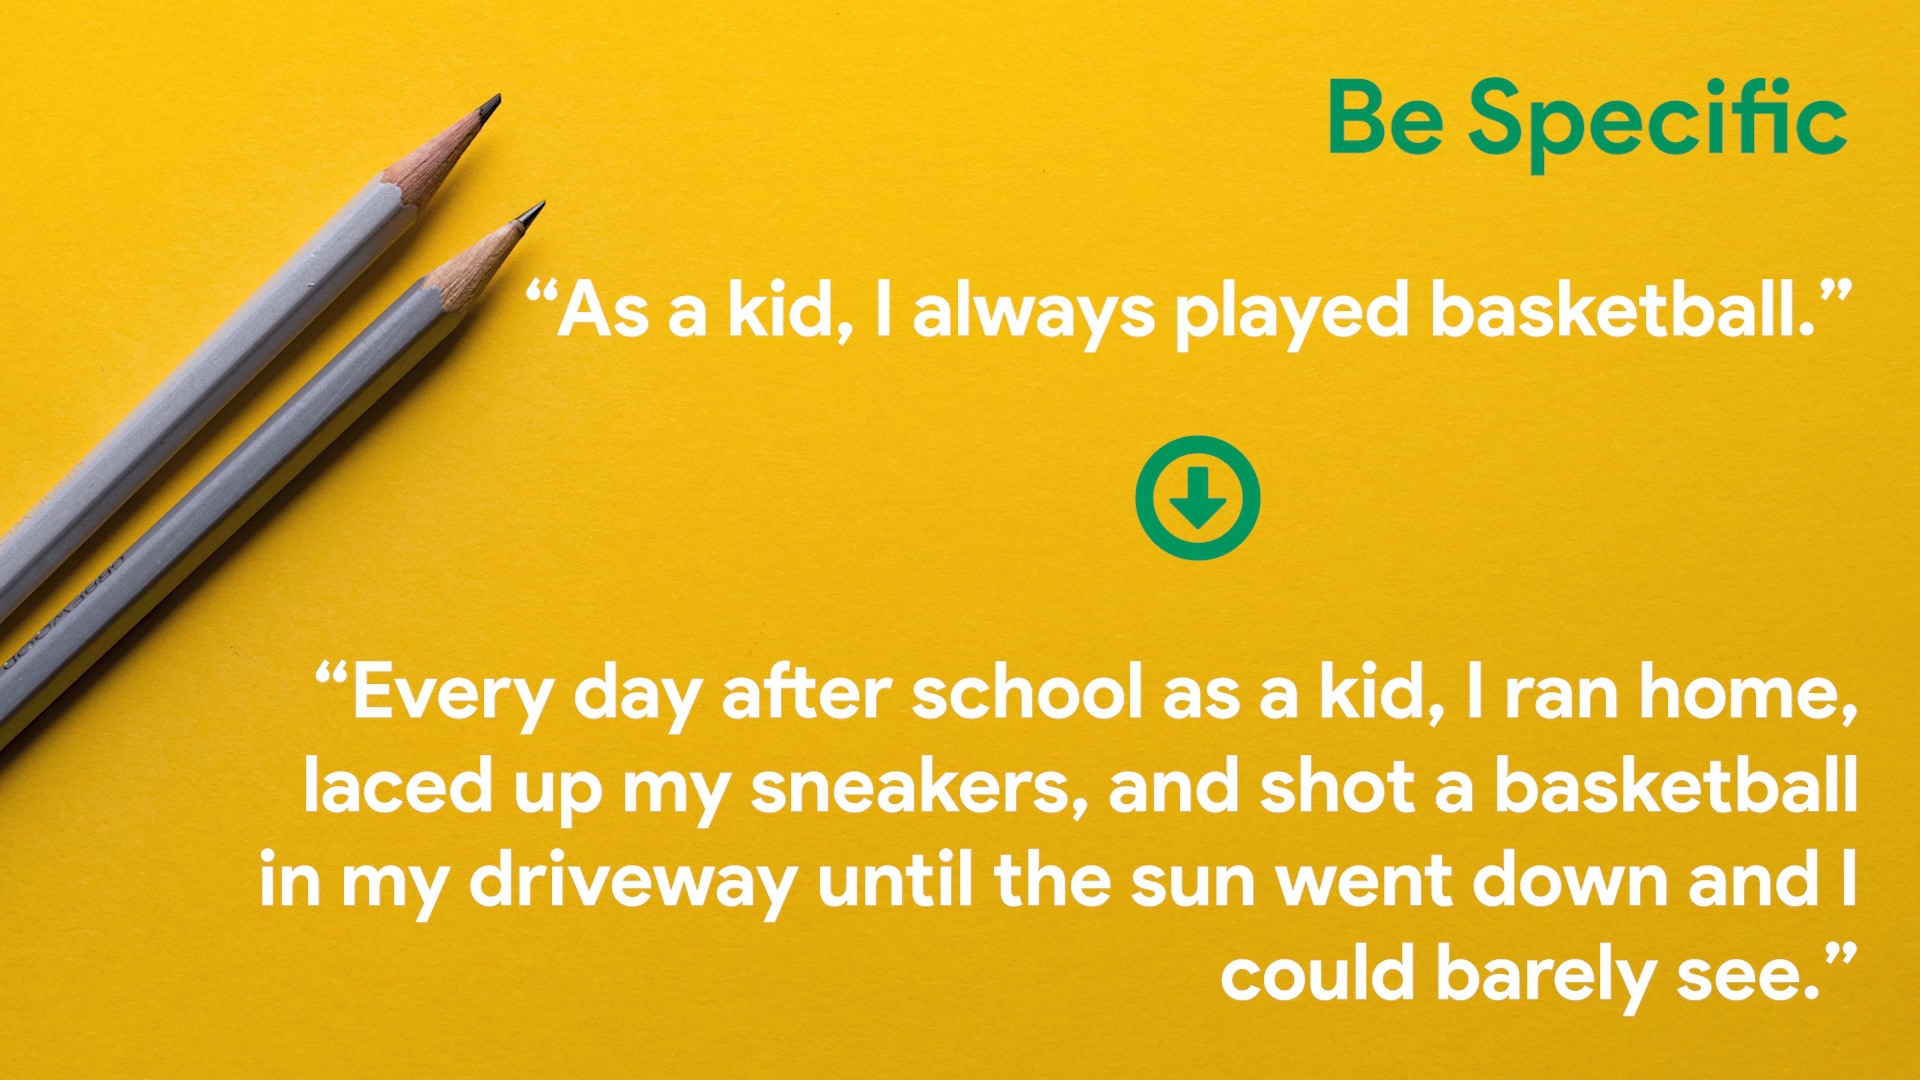 Be Specific
“As a kid, I always played basketball.”
“Every day after school as a kid, I ran home,
laced up my sneakers, and shot a basketball
in my driveway until the sun went down and I
could barely see.”